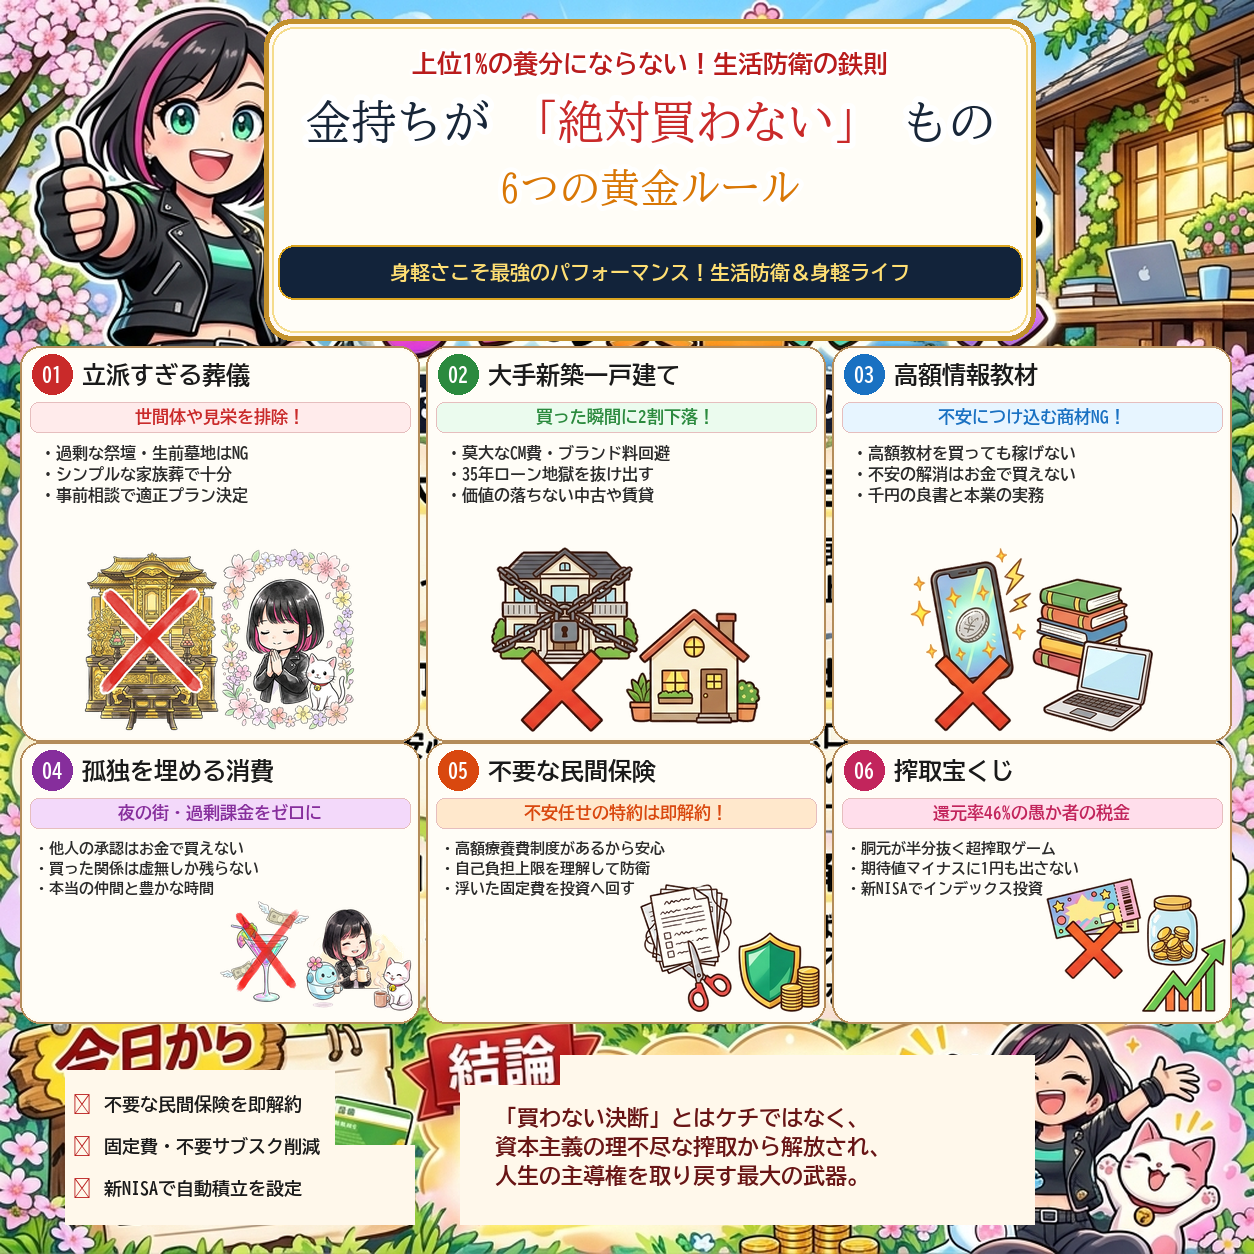 上位1%の養分にならない！生活防衛の鉄則
金持ちが「絶対買わない」もの
6つの黄金ルール
身軽さこそ最強のパフォーマンス！生活防衛＆身軽ライフ
01 立派すぎる葬儀
世間体や見栄を排除！
・過剰な祭壇・生前墓地はNG
・シンプルな家族葬で十分
・事前相談で適正プラン決定
02 大手新築一戸建て
買った瞬間に2割下落！
・莫大なCM費・ブランド料回避
・35年ローン地獄を抜け出す
・価値の落ちない中古や賃貸
03 高額情報教材
不安につけ込む商材NG！
・高額教材を買っても稼げない
・不安の解消はお金で買えない
・千円の良書と本業の実務
04 孤独を埋める消費
夜の街・過剰課金をゼロに
・他人の承認はお金で買えない
・買った関係は虚無しか残らない
・本当の仲間と豊かな時間
05 不要な民間保険
不安任せの特約は即解約！
・高額療養費制度があるから安心
・自己負担上限を理解して防衛
・浮いた固定費を投資へ回す
06 搾取宝くじ
還元率46%の愚か者の税金
・胴元が半分抜く超搾取ゲーム
・期待値マイナスに1円も出さない
・新NISAでインデックス投資
今日から
不要な民間保険を即解約
固定費・不要サブスク削減
新NISAで自動積立を設定
結論
「買わない決断」とはケチではなく、
資本主義の理不尽な搾取から解放され、
人生の主導権を取り戻す最大の武器。